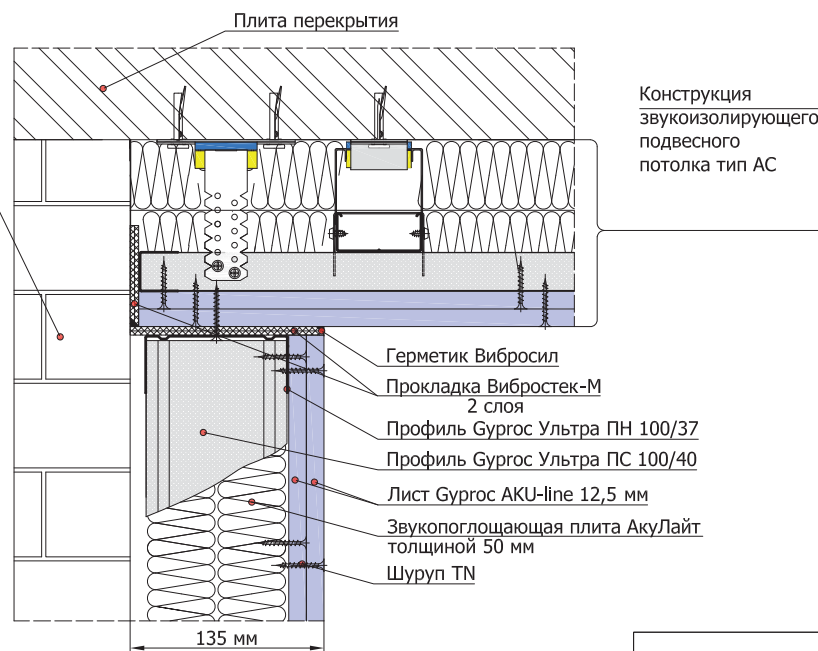 Плита перекрытия
Конструкция
звукоизолирующего
подвесного
потолка тип АС
Герметик Вибросил
Прокладка Вибростек-М
2 слоя
Профиль Gyproc Ультра ПН 100/37
Профиль Gyproc Ультра ПС 100/40
Лист Gyproc AKU-line 12,5 мм
Звукопоглощающая плита АкуЛайт
толщиной 50 мм
Шуруп TN
135 мм